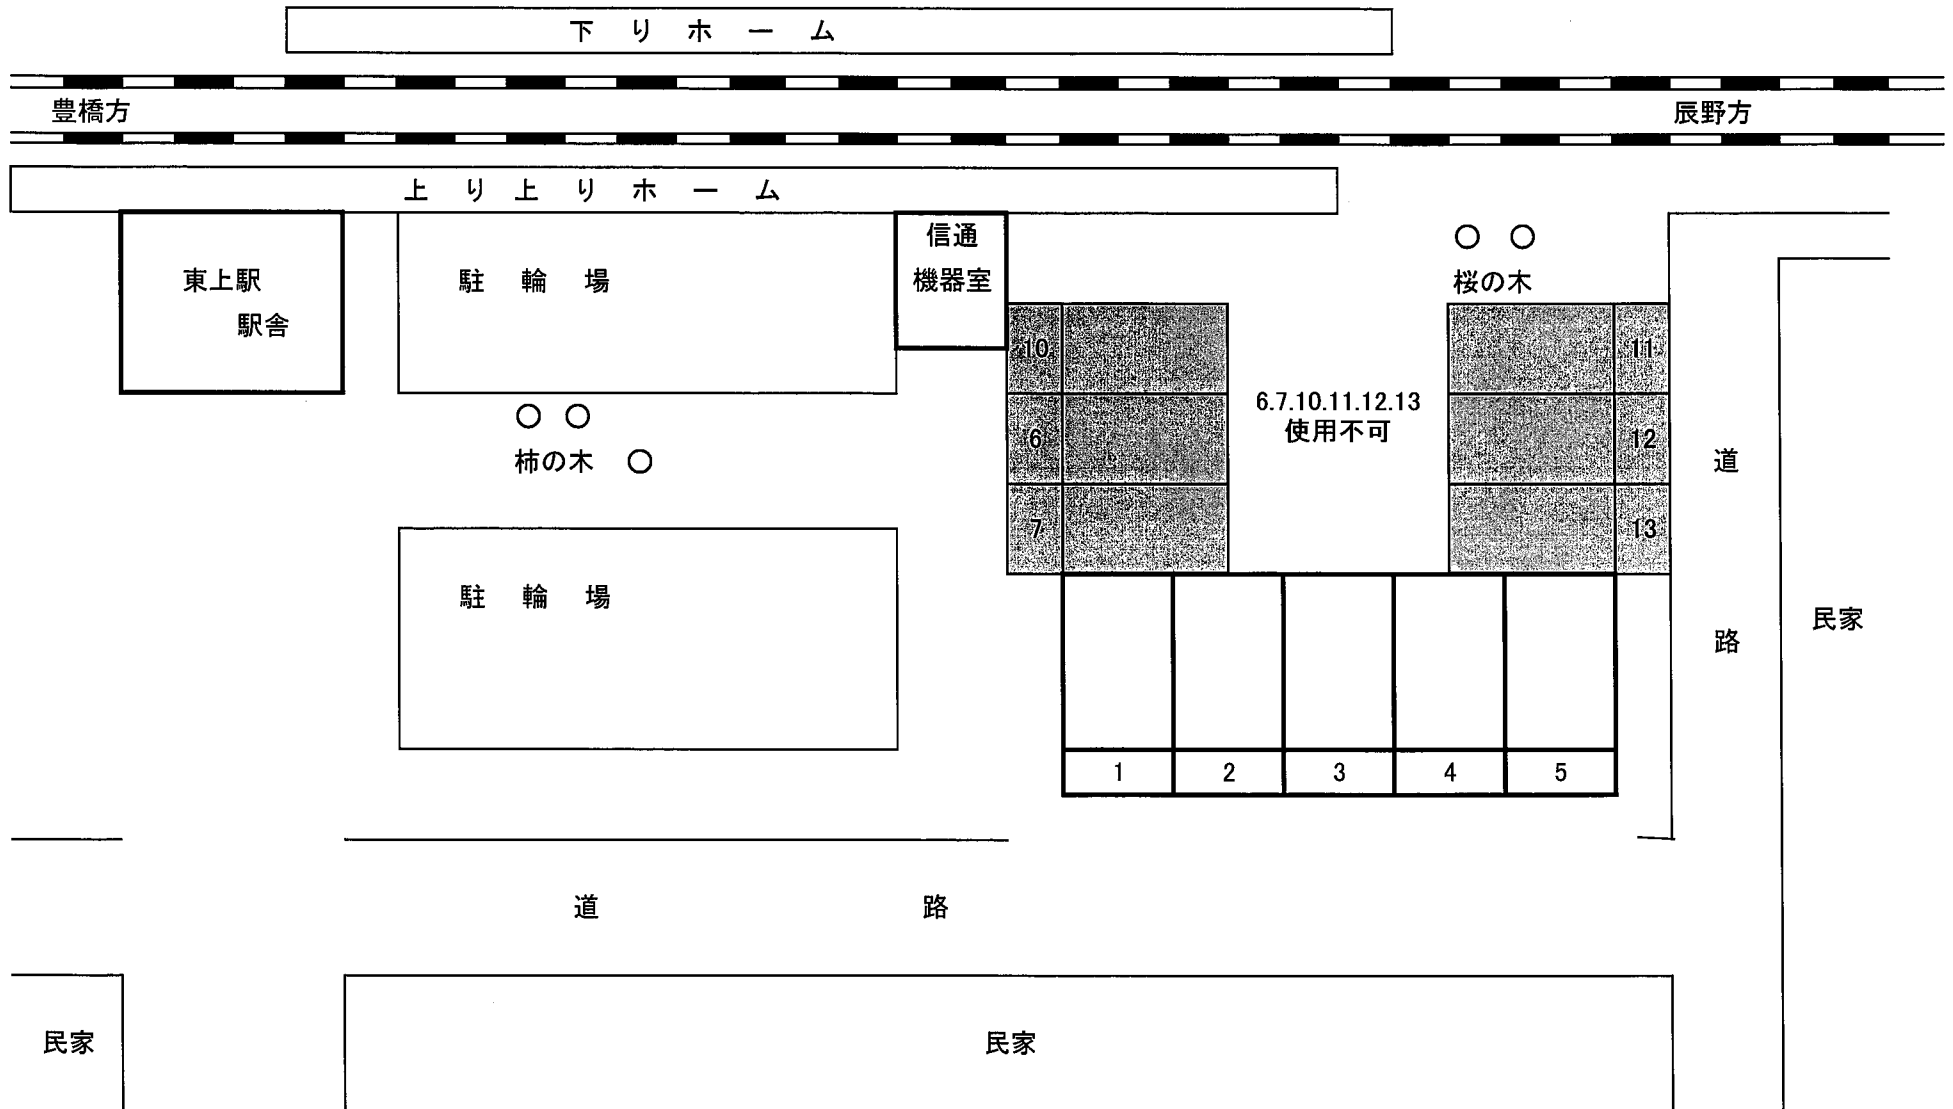 下りホーム
豊橋方
辰野方
上り上りホーム
東上駅
駅舎
駐輪場
信通
機器室
桜の木
10
11
6.7.10.11.12.13
使用不可
柿の木
6
12
道
路
7
13
駐輪場
民家
1
2
3
4
5
道路
民家
民家